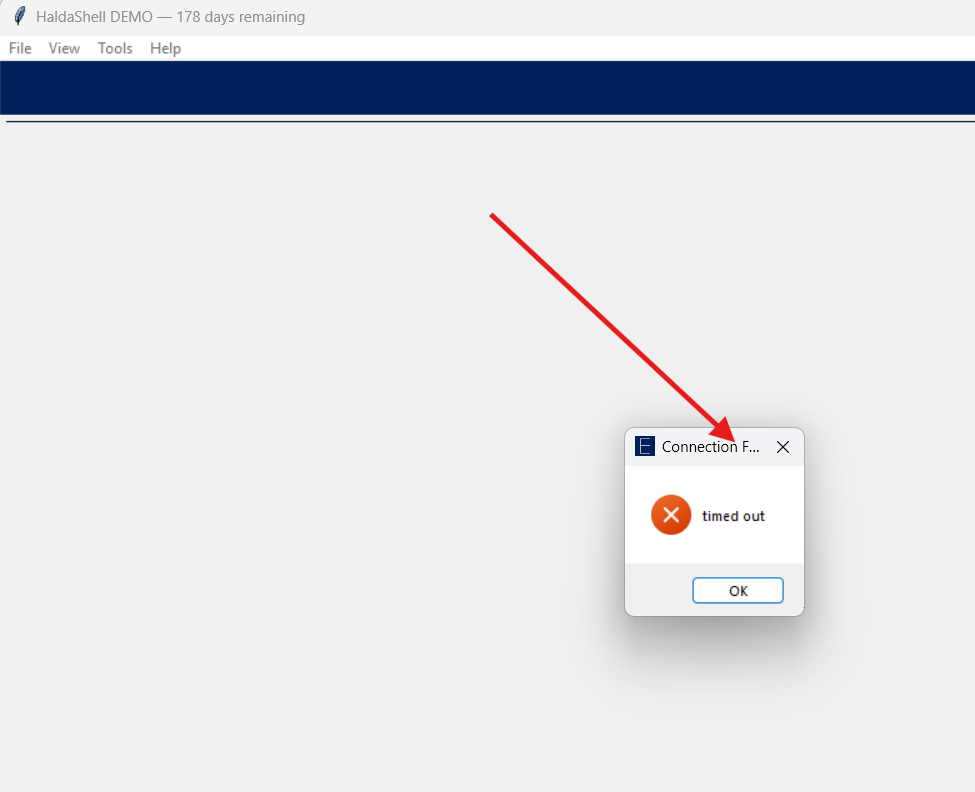 HaldaShell DEMO — 178 days remaining
File View Tools Help
Connection F...
timed out
OK